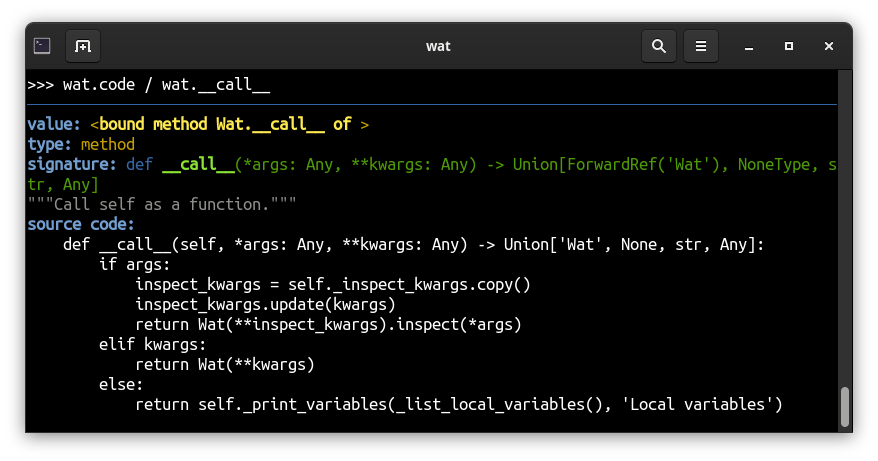 wat
>>> wat.code / wat.__call__
value: <bound method Wat.__call__ of >
type: method
signature: def __call__(*args: Any, **kwargs: Any) -> Union[ForwardRef('Wat'), NoneType, s
tr, Any]
"""Call self as a function."""
source code:
    def __call__(self, *args: Any, **kwargs: Any) -> Union['Wat', None, str, Any]:
        if args:
            inspect_kwargs = self._inspect_kwargs.copy()
            inspect_kwargs.update(kwargs)
            return Wat(**inspect_kwargs).inspect(*args)
        elif kwargs:
            return Wat(**kwargs)
        else:
            return self._print_variables(_list_local_variables(), 'Local variables')